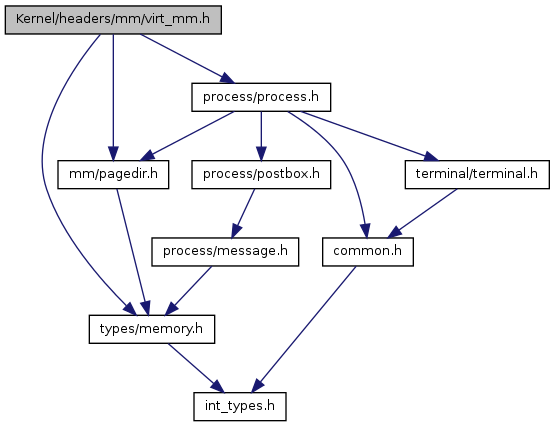 Kernel/headers/mm/virt_mm.h
process/process.h
mm/pagedir.h
process/postbox.h
terminal/terminal.h
process/message.h
common.h
types/memory.h
int_types.h